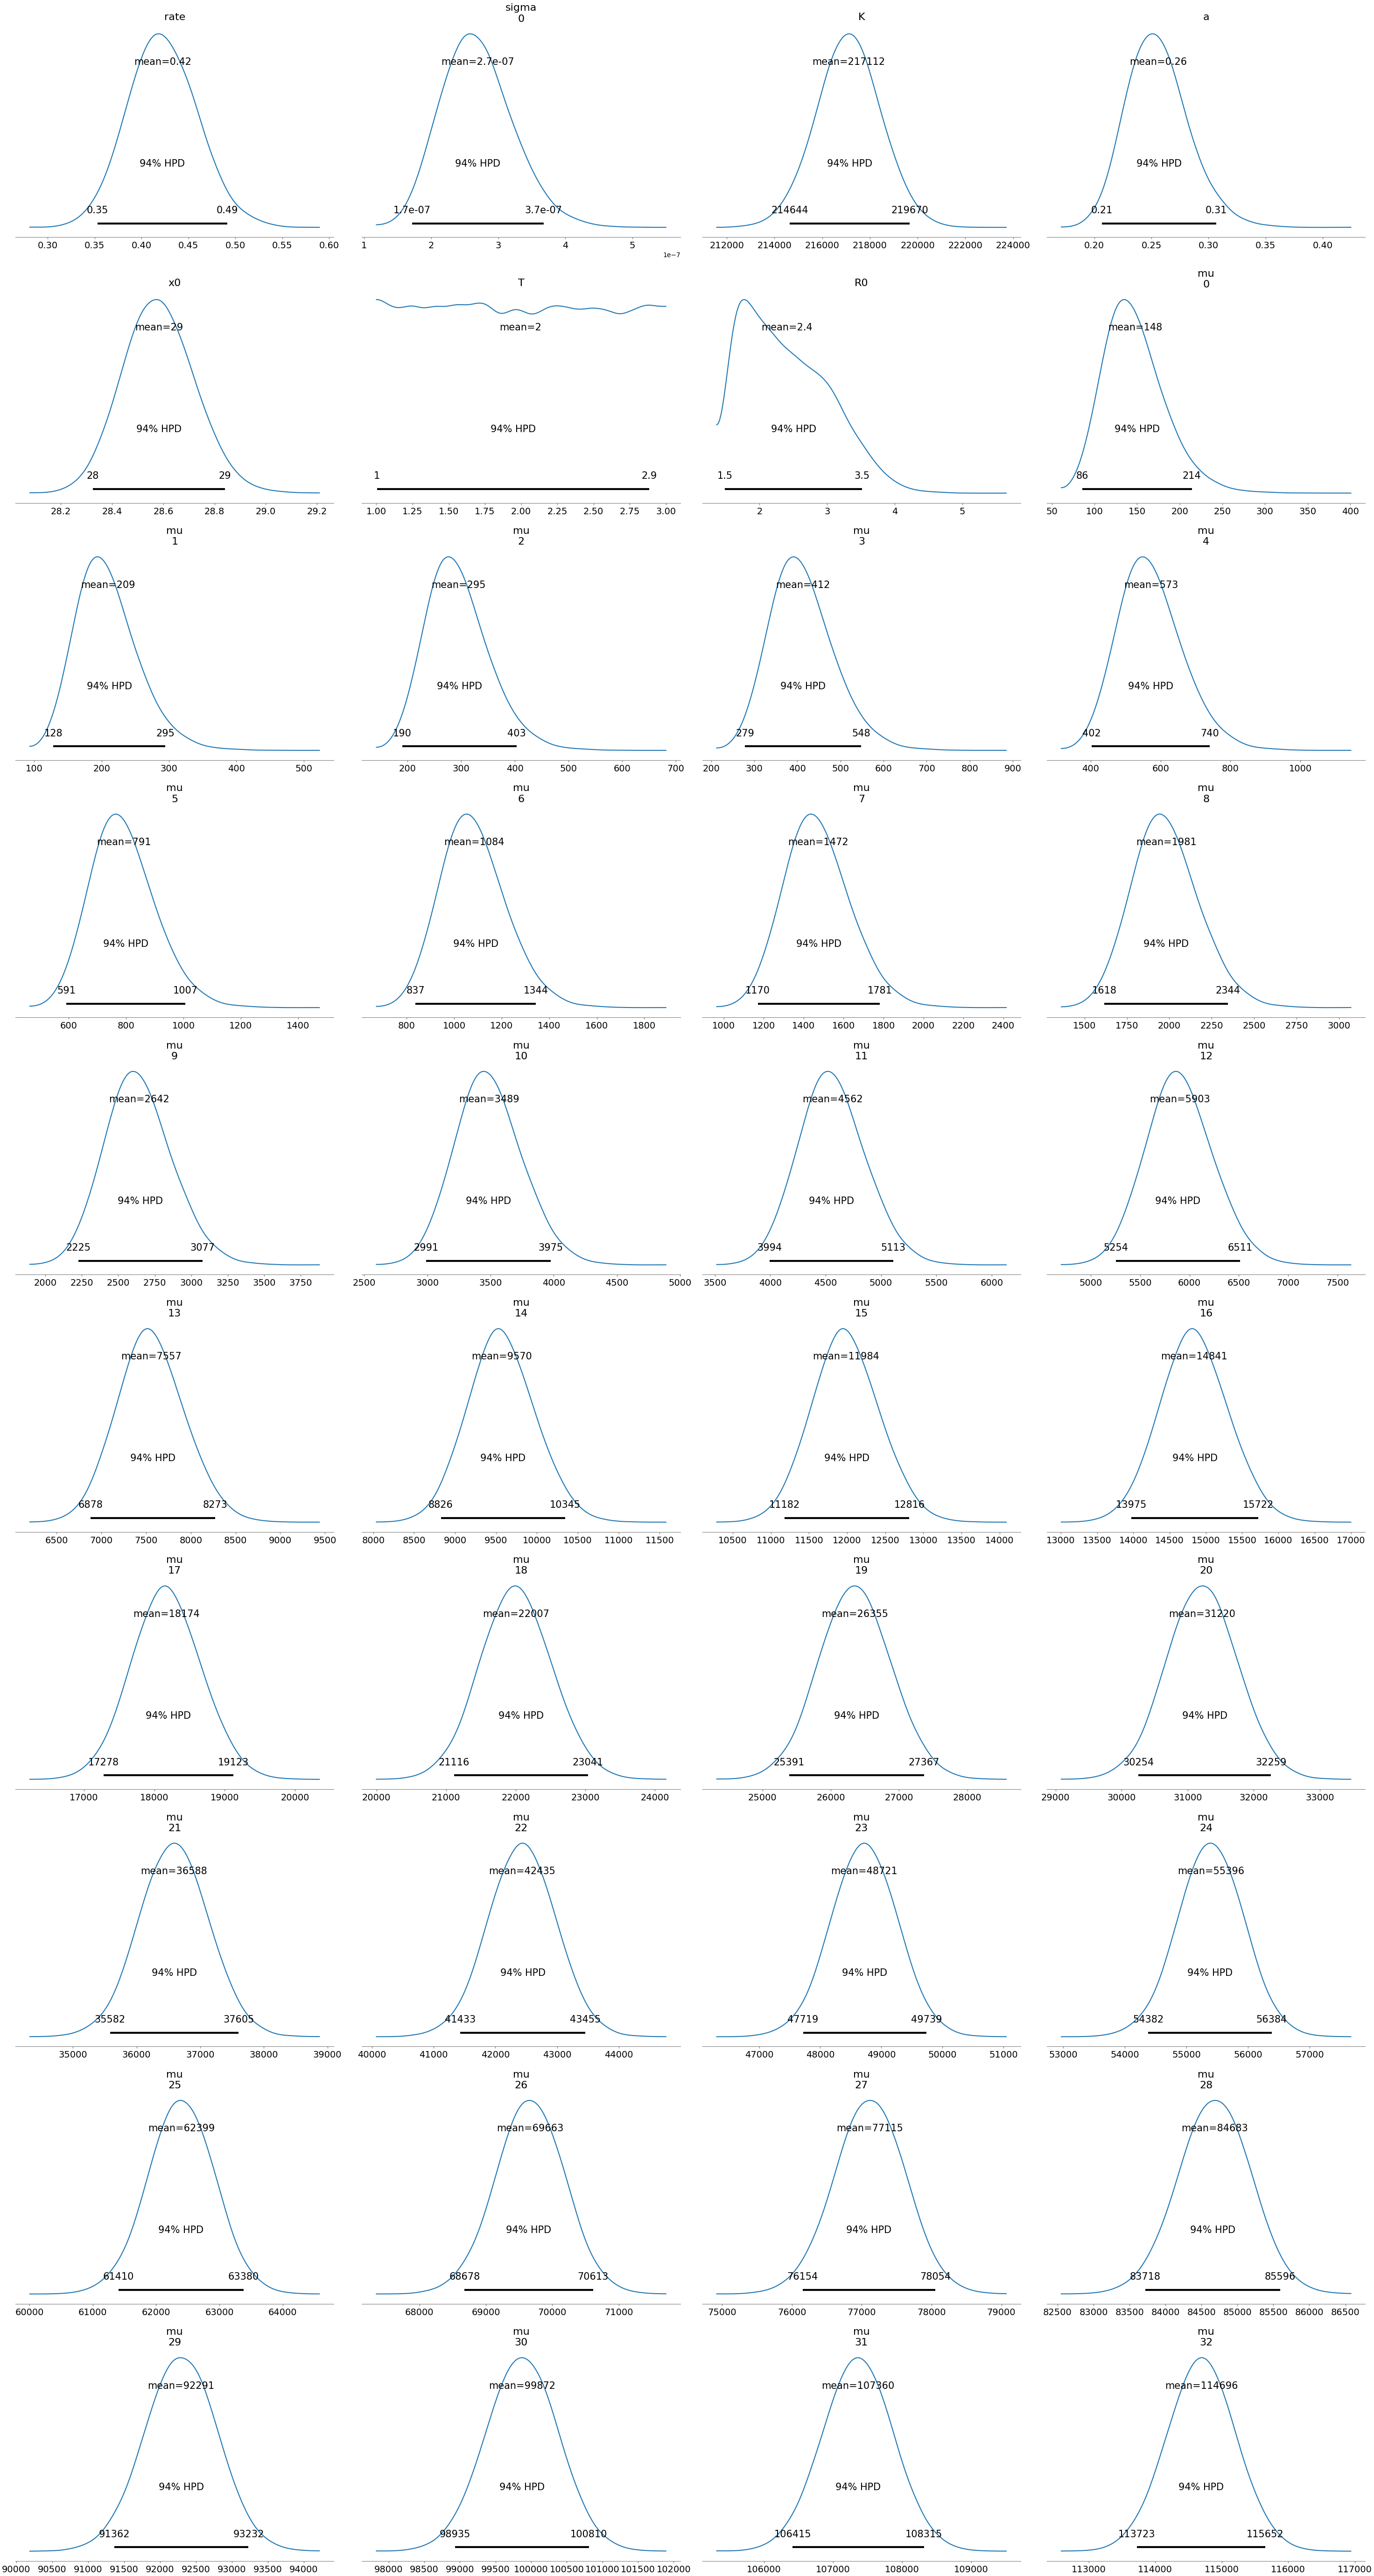 rate
mean=0.42
94% HPD
0.35 0.49
0.30 0.35 0.40 0.45 0.50 0.55 0.60
sigma
0
mean=2.7e-07
94% HPD
1.7e-07 3.7e-07
1 2 3 4 5
1e-7
K
mean=217112
94% HPD
214644 219670
212000 214000 216000 218000 220000 222000 224000
a
mean=0.26
94% HPD
0.21 0.31
0.20 0.25 0.30 0.35 0.40
x0
mean=29
94% HPD
28 29
28.2 28.4 28.6 28.8 29.0 29.2
T
mean=2
94% HPD
1 2.9
1.00 1.25 1.50 1.75 2.00 2.25 2.50 2.75 3.00
R0
mean=2.4
94% HPD
1.5 3.5
2 3 4 5
mu
0
mean=148
94% HPD
86 214
50 100 150 200 250 300 350 400
mu
1
mean=209
94% HPD
128 295
100 200 300 400 500
mu
2
mean=295
94% HPD
190 403
200 300 400 500 600 700
mu
3
mean=412
94% HPD
279 548
200 300 400 500 600 700 800 900
mu
4
mean=573
94% HPD
402 740
400 600 800 1000
mu
5
mean=791
94% HPD
591 1007
600 800 1000 1200 1400
mu
6
mean=1084
94% HPD
837 1344
800 1000 1200 1400 1600 1800
mu
7
mean=1472
94% HPD
1170 1781
1000 1200 1400 1600 1800 2000 2200 2400
mu
8
mean=1981
94% HPD
1618 2344
1500 1750 2000 2250 2500 2750 3000
mu
9
mean=2642
94% HPD
2225 3077
2000 2250 2500 2750 3000 3250 3500 3750
mu
10
mean=3489
94% HPD
2991 3975
2500 3000 3500 4000 4500 5000
mu
11
mean=4562
94% HPD
3994 5113
3500 4000 4500 5000 5500 6000
mu
12
mean=5903
94% HPD
5254 6511
5000 5500 6000 6500 7000 7500
mu
13
mean=7557
94% HPD
6878 8273
6500 7000 7500 8000 8500 9000 9500
mu
14
mean=9570
94% HPD
8826 10345
8000 8500 9000 9500 10000 10500 11000 11500
mu
15
mean=11984
94% HPD
11182 12816
10500 11000 11500 12000 12500 13000 13500 14000
mu
16
mean=14841
94% HPD
13975 15722
13000 13500 14000 14500 15000 15500 16000 16500 17000
mu
17
mean=18174
94% HPD
17278 19123
17000 18000 19000 20000
mu
18
mean=22007
94% HPD
21116 23041
20000 21000 22000 23000 24000
mu
19
mean=26355
94% HPD
25391 27367
25000 26000 27000 28000
mu
20
mean=31220
94% HPD
30254 32259
29000 30000 31000 32000 33000
mu
21
mean=36588
94% HPD
35582 37605
35000 36000 37000 38000 39000
mu
22
mean=42435
94% HPD
41433 43455
40000 41000 42000 43000 44000
mu
23
mean=48721
94% HPD
47719 49739
47000 48000 49000 50000 51000
mu
24
mean=55396
94% HPD
54382 56384
53000 54000 55000 56000 57000
mu
25
mean=62399
94% HPD
61410 63380
60000 61000 62000 63000 64000
mu
26
mean=69663
94% HPD
68678 70613
68000 69000 70000 71000
mu
27
mean=77115
94% HPD
76154 78054
75000 76000 77000 78000 79000
mu
28
mean=84683
94% HPD
83718 85596
82500 83000 83500 84000 84500 85000 85500 86000 86500
mu
29
mean=92291
94% HPD
91362 93232
90000 90500 91000 91500 92000 92500 93000 93500 94000
mu
30
mean=99872
94% HPD
98935 100810
98000 98500 99000 99500 100000 100500 101000 101500 102000
mu
31
mean=107360
94% HPD
106415 108315
106000 107000 108000 109000
mu
32
mean=114696
94% HPD
113723 115652
113000 114000 115000 116000 117000